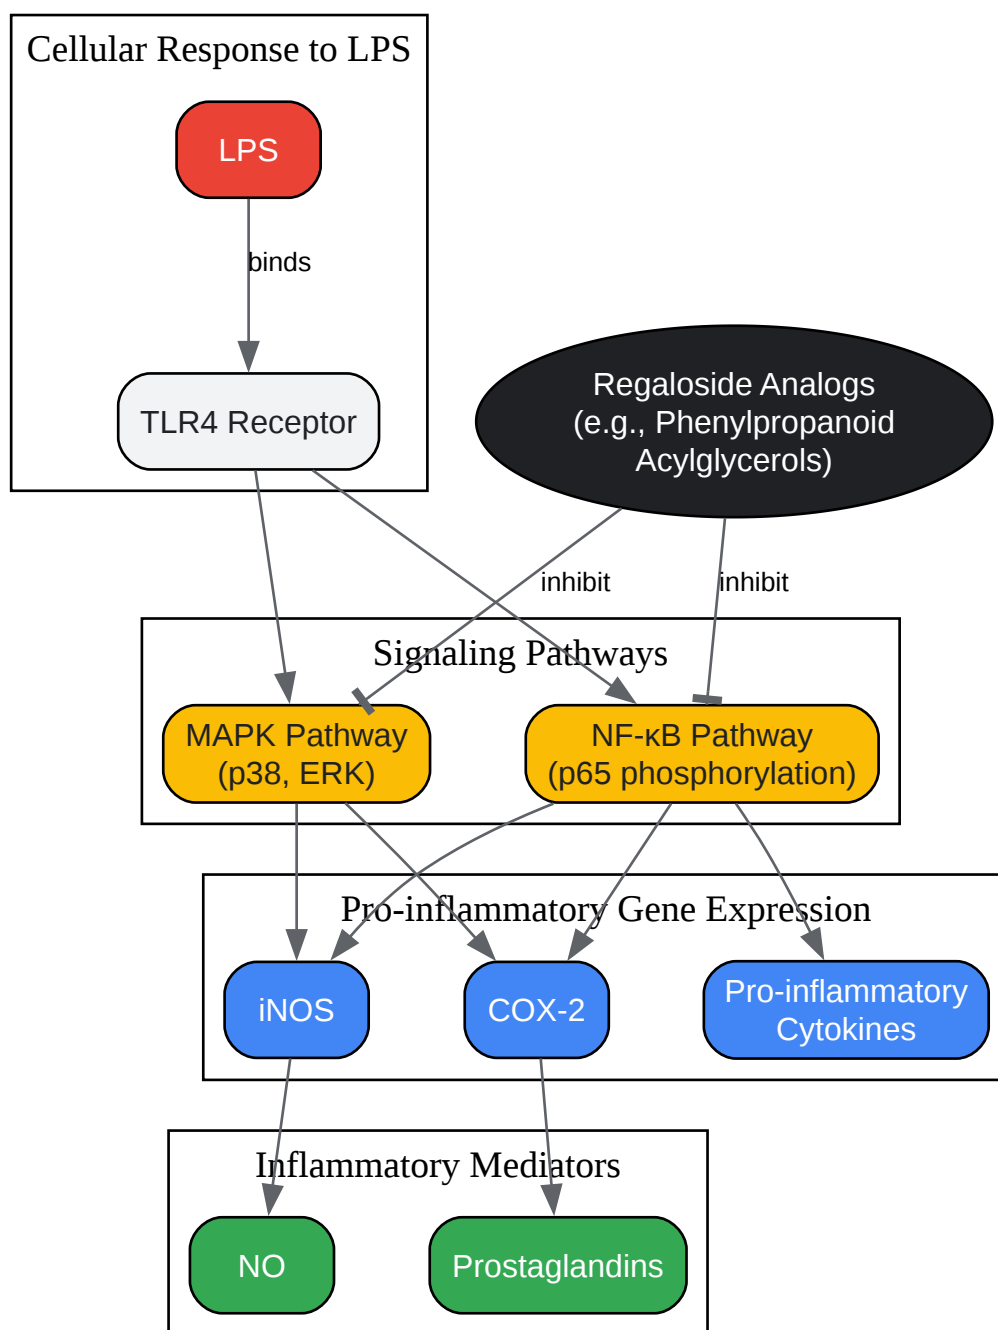 Cellular Response to LPS
LPS
binds
TLR4 Receptor
Regaloside Analogs
(e.g., Phenylpropanoid
Acylglycerols)
inhibit
inhibit
Signaling Pathways
MAPK Pathway
(p38, ERK)
NF-κB Pathway
(p65 phosphorylation)
Pro-inflammatory Gene Expression
iNOS
COX-2
Pro-inflammatory
Cytokines
Inflammatory Mediators
NO
Prostaglandins